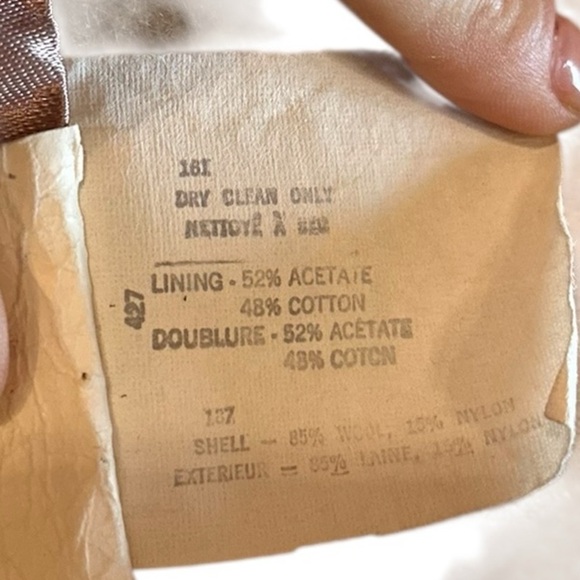 161
DRY CLEAN ONLY
NETTOYÉ À SEC
427
LINING - 52% ACETATE
48% COTTON
DOUBLURE - 52% ACÉTATE
48% COTON
187
SHELL — 85% WOOL, 15% NYLON
EXTERIEUR — 85% LAINE, 15% NYLON